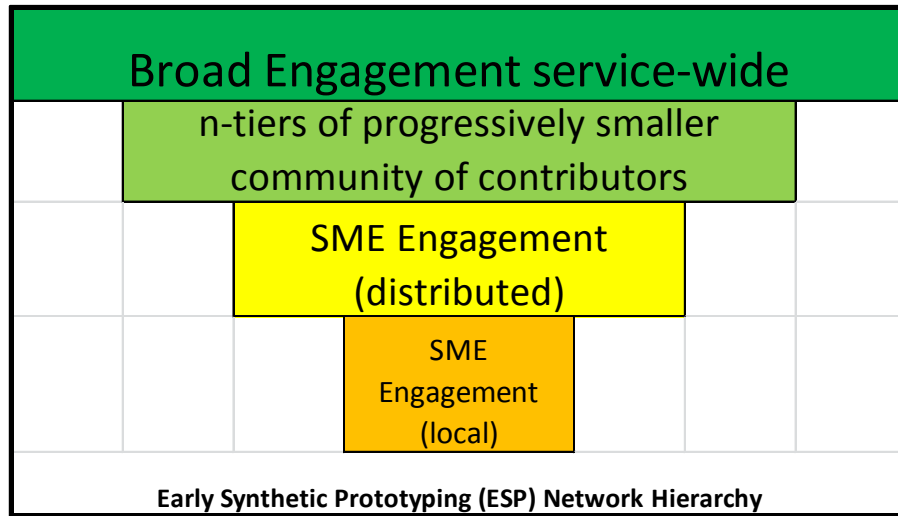 Broad Engagement service-wide
n-tiers of progressively smaller
community of contributors
SME Engagement
(distributed)
SME
Engagement
(local)
Early Synthetic Prototyping (ESP) Network Hierarchy